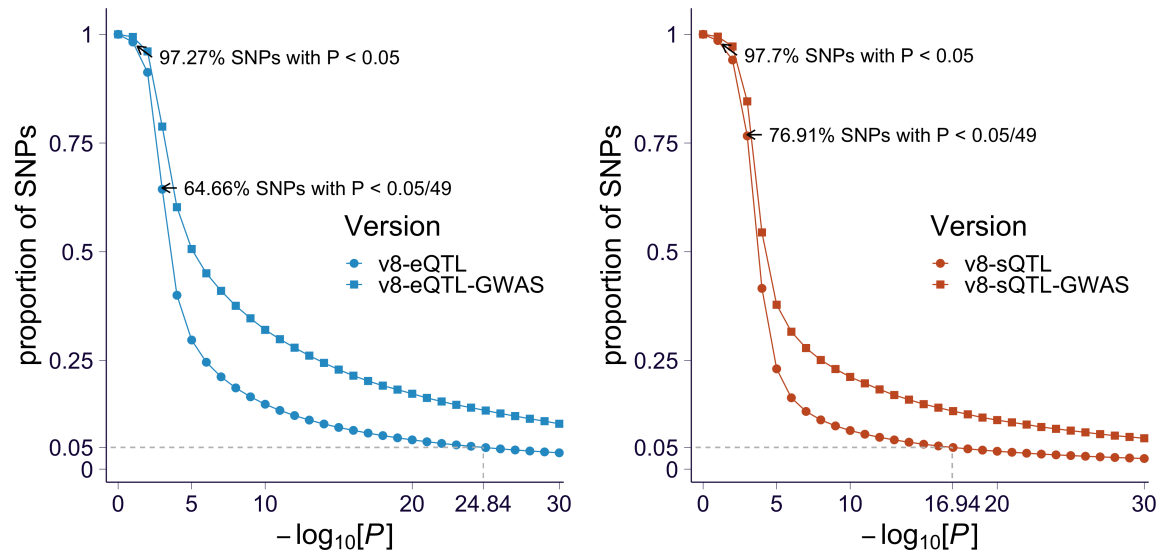 proportion of SNPs
1
0.75
0.5
0.25
0.05
0
97.27% SNPs with P < 0.05
64.66% SNPs with P < 0.05/49
Version
v8-eQTL
v8-eQTL-GWAS
0 5 10 20 24.84 30
−log10[P]
proportion of SNPs
1
0.75
0.5
0.25
0.05
0
97.7% SNPs with P < 0.05
76.91% SNPs with P < 0.05/49
Version
v8-sQTL
v8-sQTL-GWAS
0 5 10 16.94 20 30
−log10[P]